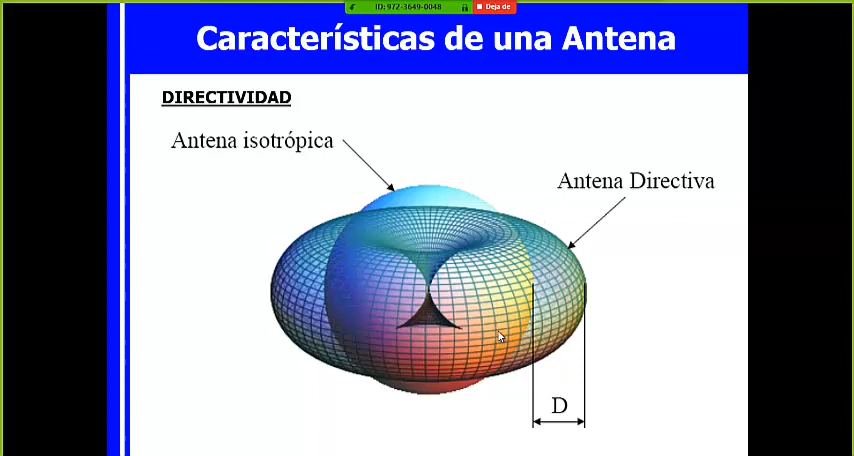 ID: 972-3649-0048
Deja de
Características de una Antena
DIRECTIVIDAD
Antena isotrópica
Antena Directiva
D